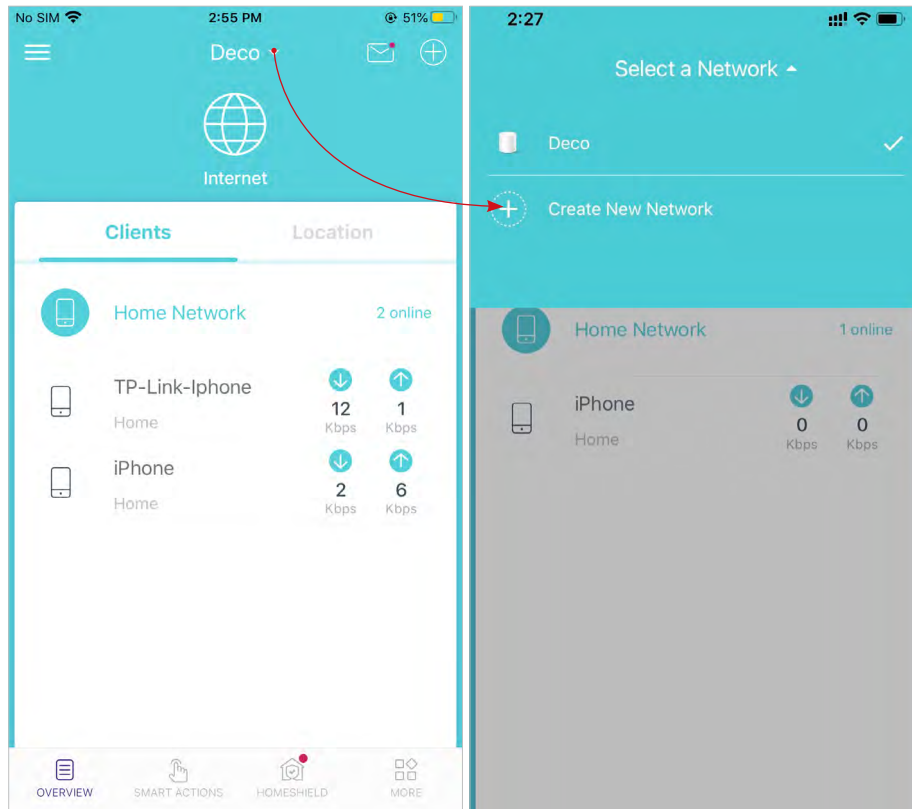 No SIM 2:55 PM 51%
Deco
Internet
Clients Location
Home Network 2 online
TP-Link-Iphone 12 1
Home Kbps Kbps
iPhone 2 6
Home Kbps Kbps
OVERVIEW SMART ACTIONS HOMESHIELD MORE
2:27
Select a Network
Deco
Create New Network
Home Network 1 online
iPhone 0 0
Home Kbps Kbps